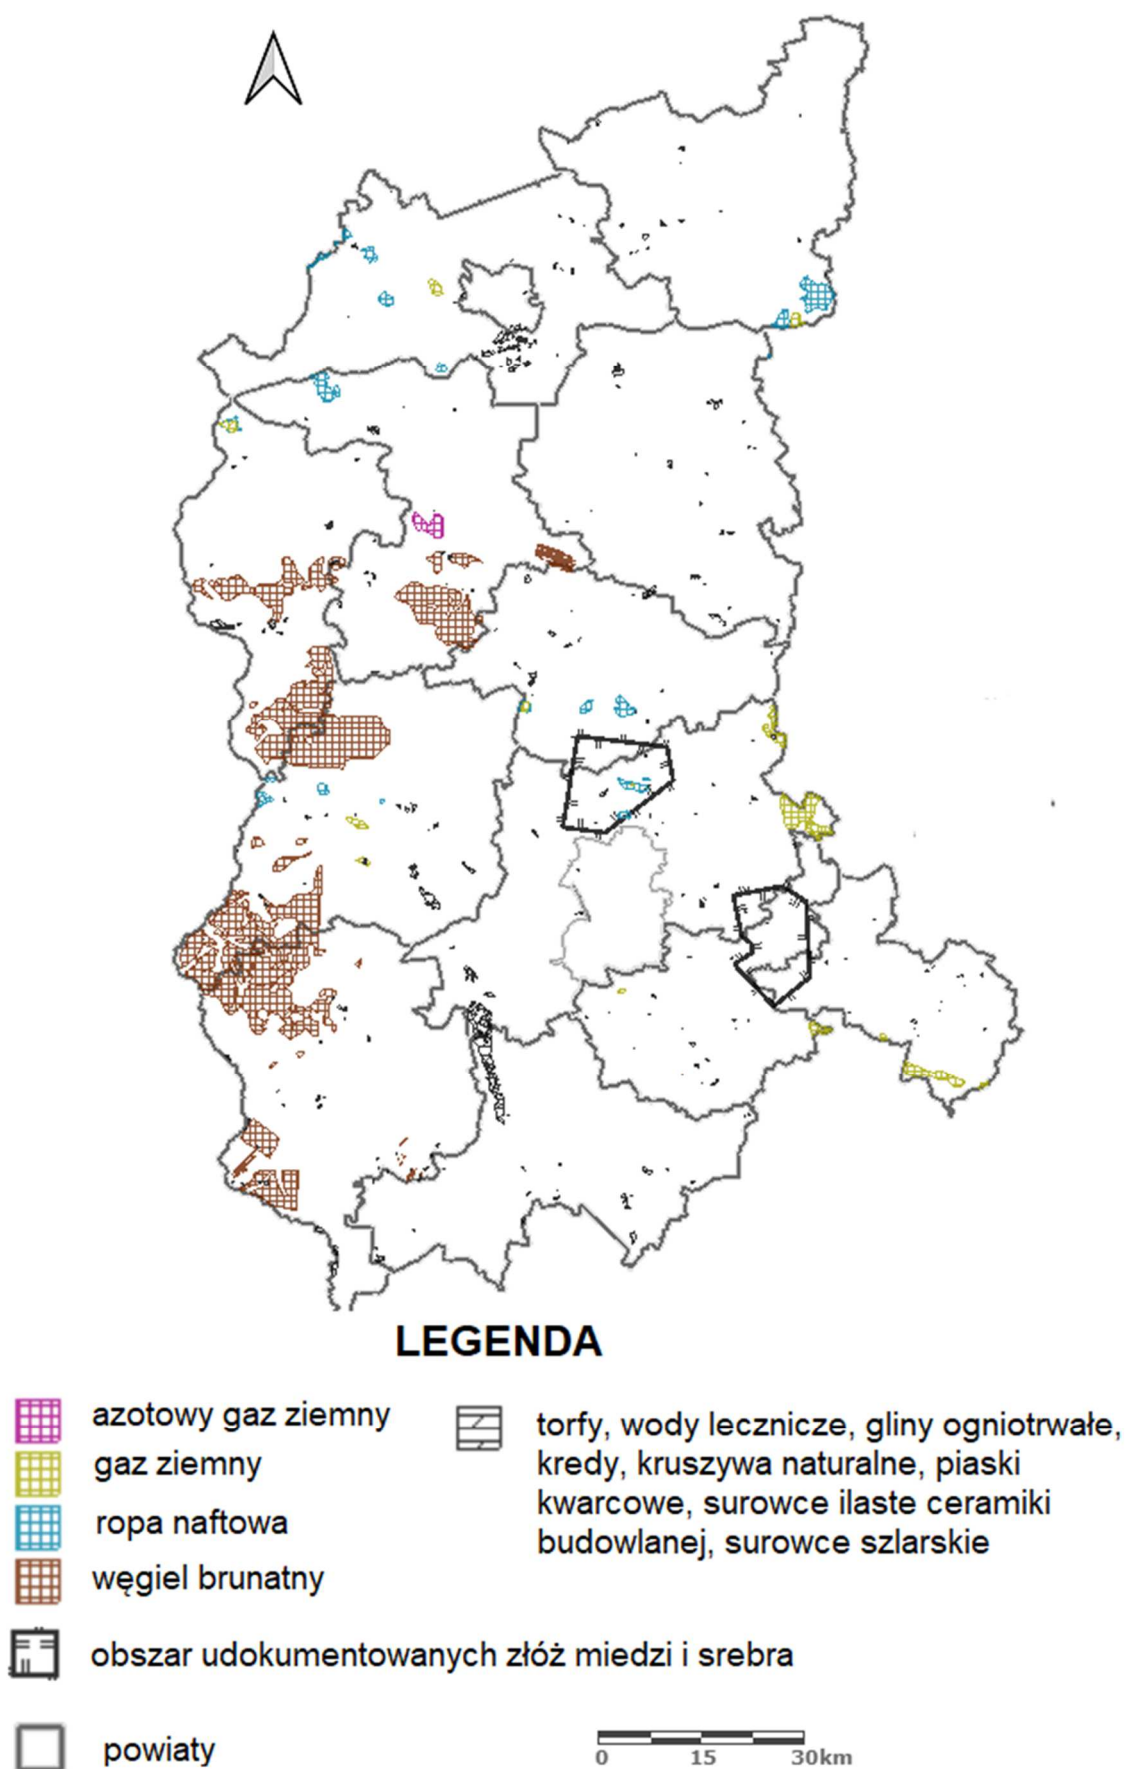 LEGENDA
azotowy gaz ziemny
gaz ziemny
ropa naftowa
węgiel brunatny
obszar udokumentowanych złóż miedzi i srebra
powiaty
torfy, wody lecznicze, gliny ogniotrwałe,
kredy, kruszywa naturalne, piaski
kwarcowe, surowce ilaste ceramiki
budowlanej, surowce szlarskie
0 15 30km